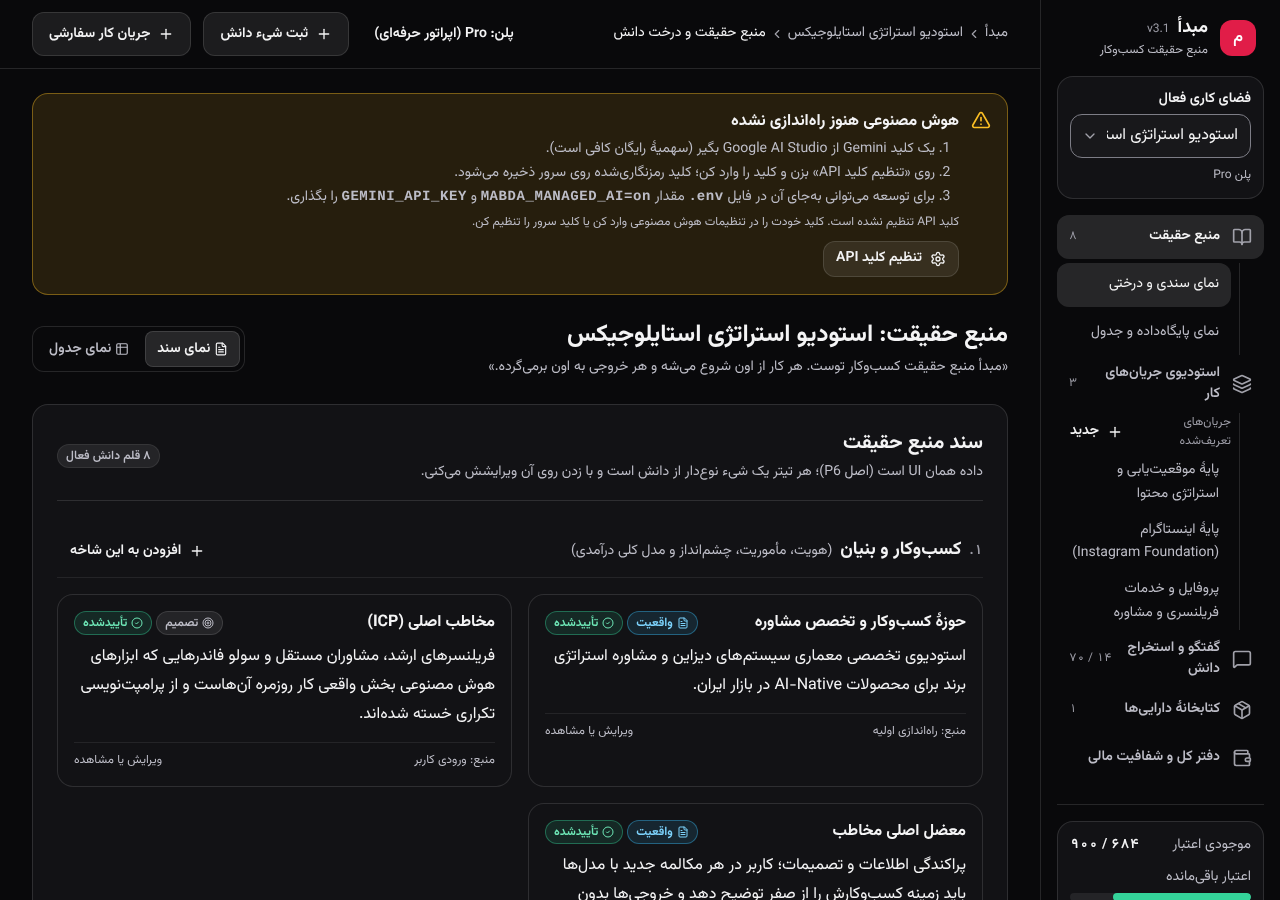 م
مبدأ v3.1
منبع حقیقت کسب‌وکار
فضای کاری فعال
استودیو استراتژی است
پلن Pro
منبع حقیقت ۸
نمای سندی و درختی
نمای پایگاه‌داده و جدول
استودیوی جریان‌های کار ۳
جریان‌های تعریف‌شده
جدید
پایهٔ موقعیت‌یابی و استراتژی محتوا
پایهٔ اینستاگرام (Instagram Foundation)
پروفایل و خدمات فریلنسری و مشاوره
گفتگو و استخراج دانش ۱۴ / ۷۰
کتابخانهٔ دارایی‌ها ۱
دفتر کل و شفافیت مالی
موجودی اعتبار ۶۸۴ / ۹۰۰
اعتبار باقی‌مانده
مبدأ › استودیو استراتژی استایلوجیکس › منبع حقیقت و درخت دانش
پلن: Pro (اپراتور حرفه‌ای)
ثبت شیء دانش
جریان کار سفارشی
هوش مصنوعی هنوز راه‌اندازی نشده
1. یک کلید Gemini از Google AI Studio بگیر (سهمیهٔ رایگان کافی است).
2. روی «تنظیم کلید API» بزن و کلید را وارد کن؛ کلید رمزنگاری‌شده روی سرور ذخیره می‌شود.
3. برای توسعه می‌توانی به‌جای آن در فایل .env مقدار MABDA_MANAGED_AI=on و GEMINI_API_KEY را بگذاری.
کلید API تنظیم نشده است. کلید خودت را در تنظیمات هوش مصنوعی وارد کن یا کلید سرور را تنظیم کن.
تنظیم کلید API
منبع حقیقت: استودیو استراتژی استایلوجیکس
«مبدأ منبع حقیقت کسب‌وکار توست. هر کار از اون شروع می‌شه و هر خروجی به اون برمی‌گرده.»
نمای سند
نمای جدول
سند منبع حقیقت
داده همان UI است (اصل P6)؛ هر تیتر یک شیء نوع‌دار از دانش است و با زدن روی آن ویرایشش می‌کنی.
۸ قلم دانش فعال
۱. کسب‌وکار و بنیان (هویت، مأموریت، چشم‌انداز و مدل کلی درآمدی)
افزودن به این شاخه
حوزهٔ کسب‌وکار و تخصص مشاوره
واقعیت
تأییدشده
استودیوی تخصصی معماری سیستم‌های دیزاین و مشاوره استراتژی
برند برای محصولات AI-Native در بازار ایران.
منبع: راه‌اندازی اولیه
ویرایش یا مشاهده
مخاطب اصلی (ICP)
تصمیم
تأییدشده
فریلنسرهای ارشد، مشاوران مستقل و سولو فاندرهایی که ابزارهای
هوش مصنوعی بخش واقعی کار روزمره آن‌هاست و از پرامپت‌نویسی
تکراری خسته شده‌اند.
منبع: ورودی کاربر
ویرایش یا مشاهده
معضل اصلی مخاطب
واقعیت
تأییدشده
پراکندگی اطلاعات و تصمیمات؛ کاربر در هر مکالمه جدید با مدل‌ها
باید زمینه کسب‌وکارش را از صفر توضیح دهد و خروجی‌ها بدون